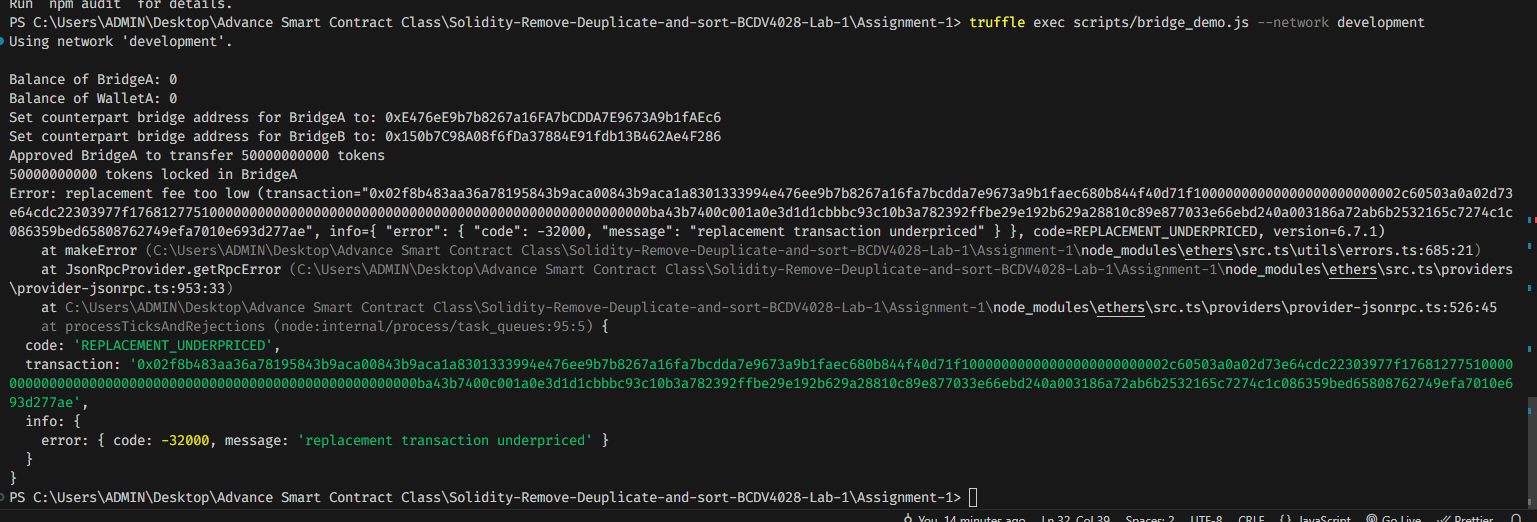 Run `npm audit` for details.
PS C:\Users\ADMIN\Desktop\Advance Smart Contract Class\Solidity-Remove-Deuplicate-and-sort-BCDV4028-Lab-1\Assignment-1> truffle exec scripts/bridge_demo.js --network development
Using network 'development'.
Balance of BridgeA: 0
Balance of WalletA: 0
Set counterpart bridge address for BridgeA to: 0xE476eE9b7b8267a16FA7bCDDA7E9673A9b1fAEc6
Set counterpart bridge address for BridgeB to: 0x150b7C98A08f6fDa37884E91fdb13B462Ae4F286
Approved BridgeA to transfer 50000000000 tokens
50000000000 tokens locked in BridgeA
Error: replacement fee too low (transaction="0x02f8b483aa36a78195843b9aca00843b9aca1a8301333994e476ee9b7b8267a16fa7bcdda7e9673a9b1faec680b844f40d71f10000000000000000000000002c60503a0a02d73
e64cdc22303977f1768127751000000000000000000000000000000000000000000000000000000ba43b7400c001a0e3d1d1cbbbc93c10b3a782392ffbe29e192b629a28810c89e877033e66ebd240a003186a72ab6b2532165c7274c1c
086359bed65808762749efa7010e693d277ae", info={ "error": { "code": -32000, "message": "replacement transaction underpriced" } }, code=REPLACEMENT_UNDERPRICED, version=6.7.1)
at makeError (C:\Users\ADMIN\Desktop\Advance Smart Contract Class\Solidity-Remove-Deuplicate-and-sort-BCDV4028-Lab-1\Assignment-1\node_modules\ethers\src.ts\utils\errors.ts:685:21)
at JsonRpcProvider.getRpcError (C:\Users\ADMIN\Desktop\Advance Smart Contract Class\Solidity-Remove-Deuplicate-and-sort-BCDV4028-Lab-1\Assignment-1\node_modules\ethers\src.ts\providers
\provider-jsonrpc.ts:953:33)
at C:\Users\ADMIN\Desktop\Advance Smart Contract Class\Solidity-Remove-Deuplicate-and-sort-BCDV4028-Lab-1\Assignment-1\node_modules\ethers\src.ts\providers\provider-jsonrpc.ts:526:45
at processTicksAndRejections (node:internal/process/task_queues:95:5) {
code: 'REPLACEMENT_UNDERPRICED',
transaction: '0x02f8b483aa36a78195843b9aca00843b9aca1a8301333994e476ee9b7b8267a16fa7bcdda7e9673a9b1faec680b844f40d71f10000000000000000000000002c60503a0a02d73e64cdc22303977f17681277510000
00000000000000000000000000000000000000000000000000ba43b7400c001a0e3d1d1cbbbc93c10b3a782392ffbe29e192b629a28810c89e877033e66ebd240a003186a72ab6b2532165c7274c1c086359bed65808762749efa7010e6
93d277ae',
info: {
error: { code: -32000, message: 'replacement transaction underpriced' }
}
}
PS C:\Users\ADMIN\Desktop\Advance Smart Contract Class\Solidity-Remove-Deuplicate-and-sort-BCDV4028-Lab-1\Assignment-1>
You, 14 minutes ago Ln 32, Col 39 Spaces: 2 UTF-8 CRLF {} JavaScript Go Live Prettier